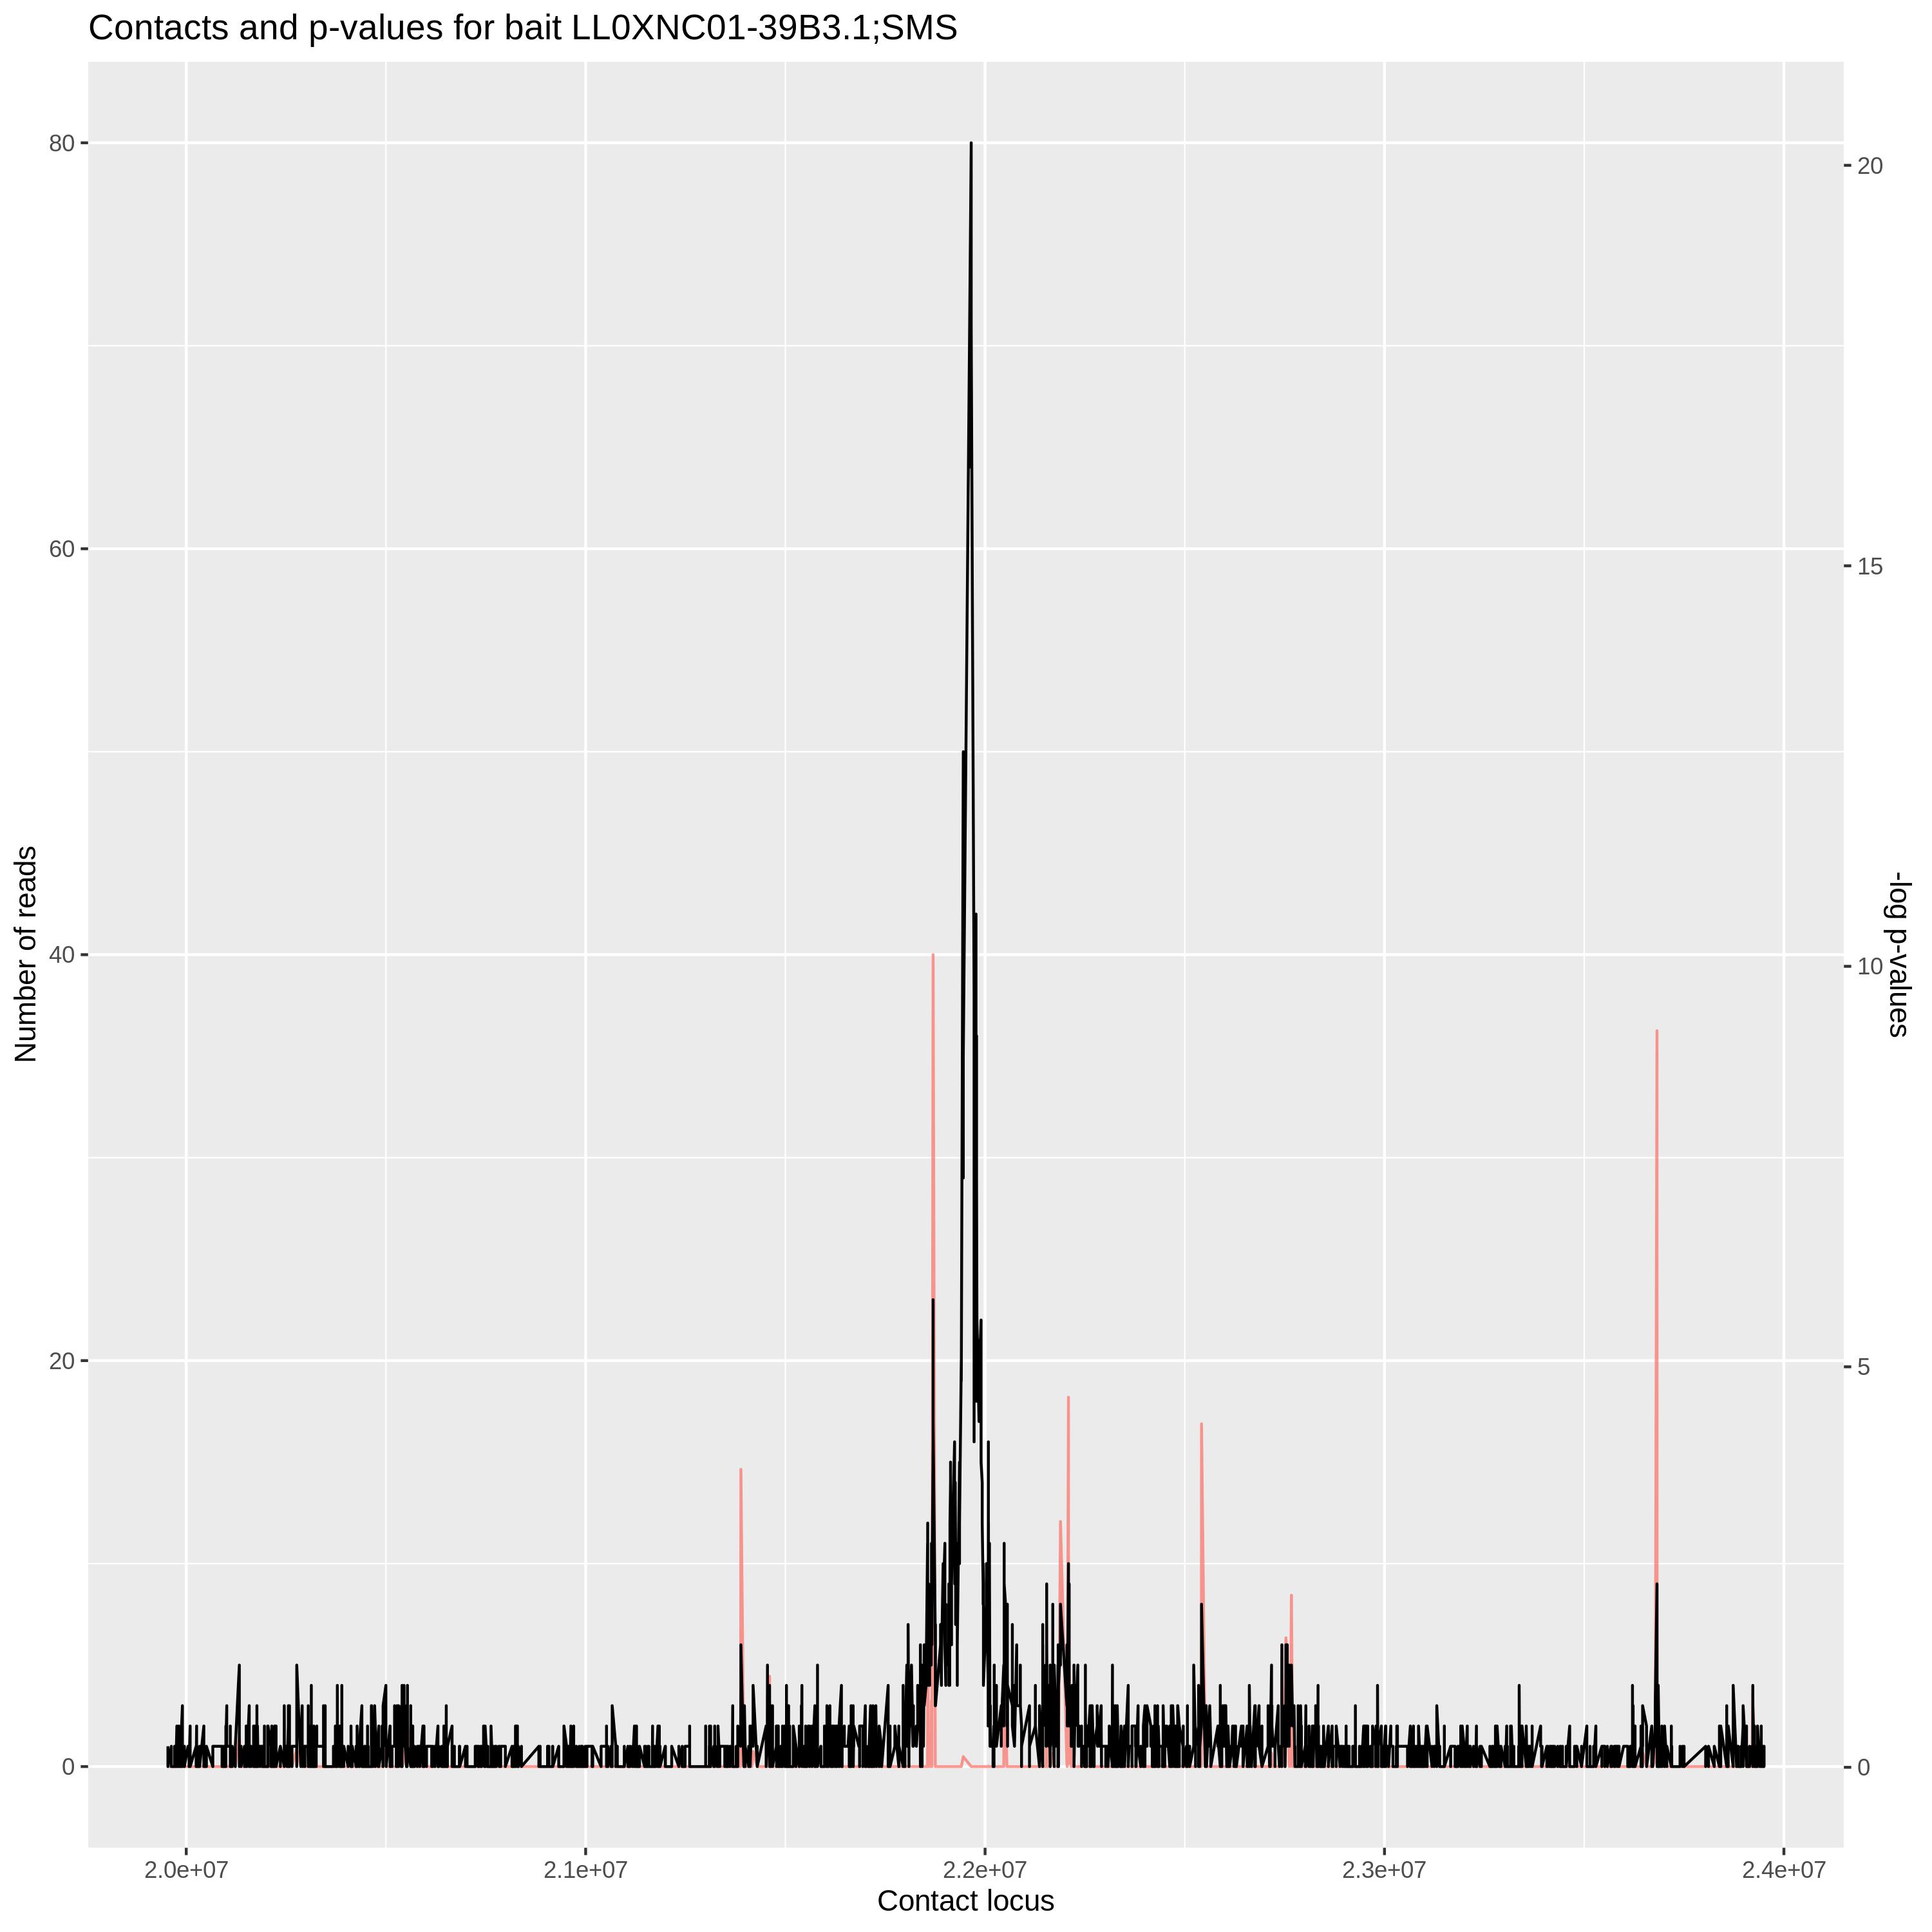 Contacts and p-values for bait LL0XNC01-39B3.1;SMS
80
60
40
20
0
Number of reads
20
15
10
5
0
-log p-values
2.0e+07
2.1e+07
2.2e+07
2.3e+07
2.4e+07
Contact locus